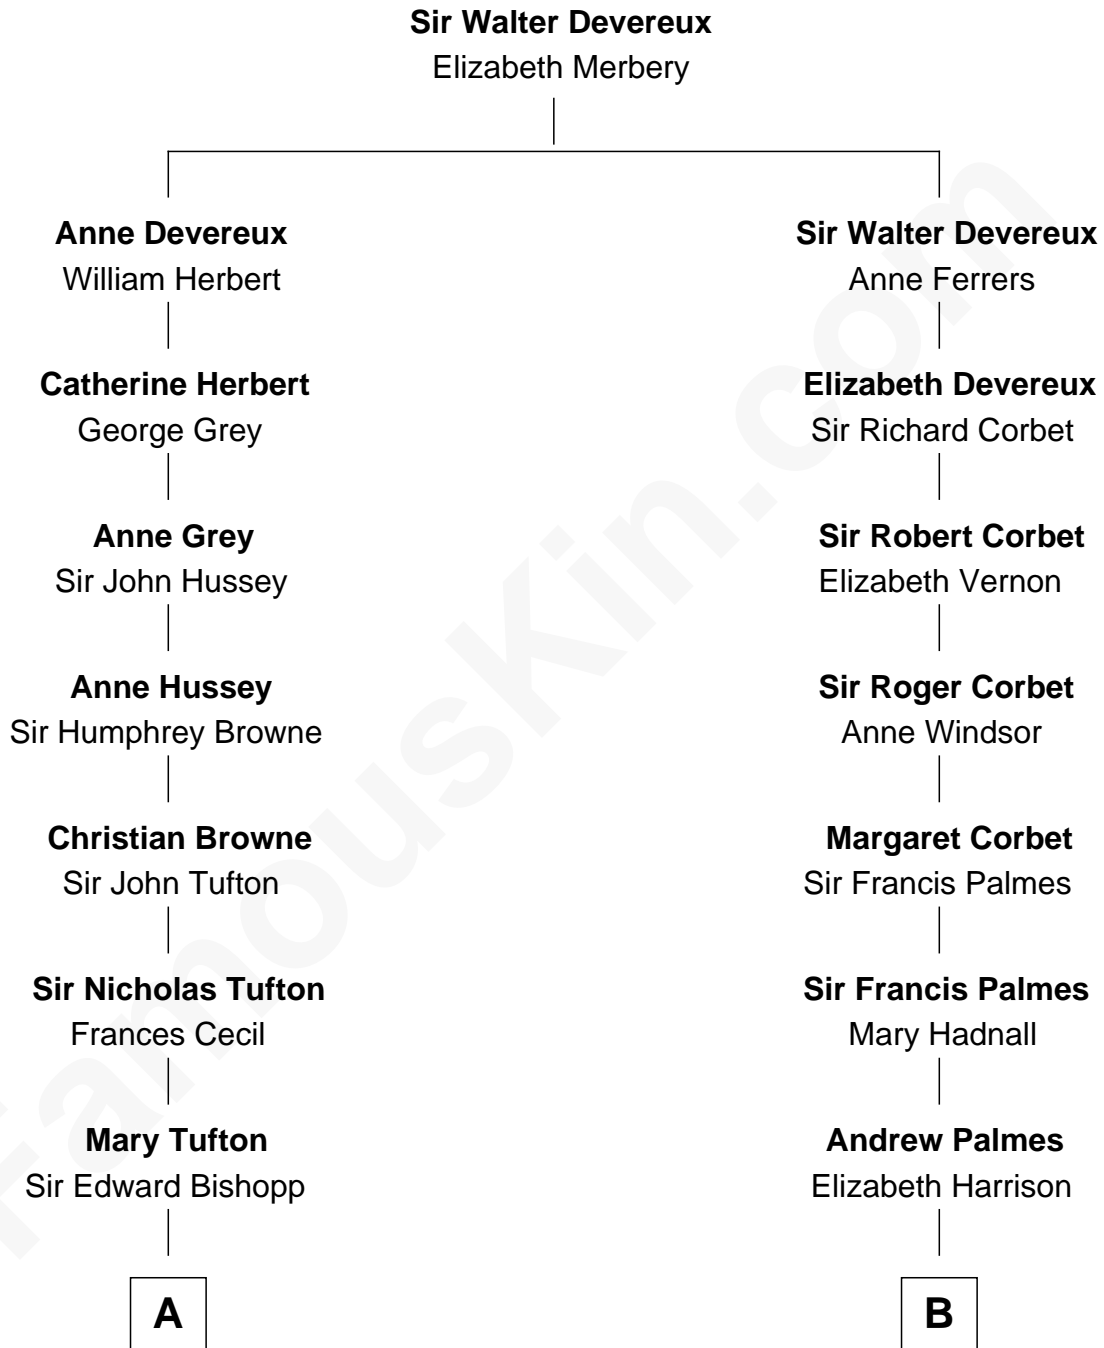 Sir Walter Devereux
Elizabeth Merbery
Anne Devereux
William Herbert
Sir Walter Devereux
Anne Ferrers
Catherine Herbert
George Grey
Elizabeth Devereux
Sir Richard Corbet
Anne Grey
Sir John Hussey
Sir Robert Corbet
Elizabeth Vernon
Anne Hussey
Sir Humphrey Browne
Sir Roger Corbet
Anne Windsor
Christian Browne
Sir John Tufton
Margaret Corbet
Sir Francis Palmes
Sir Nicholas Tufton
Frances Cecil
Sir Francis Palmes
Mary Hadnall
Mary Tufton
Sir Edward Bishopp
Andrew Palmes
Elizabeth Harrison
A
B
FamousKin.com